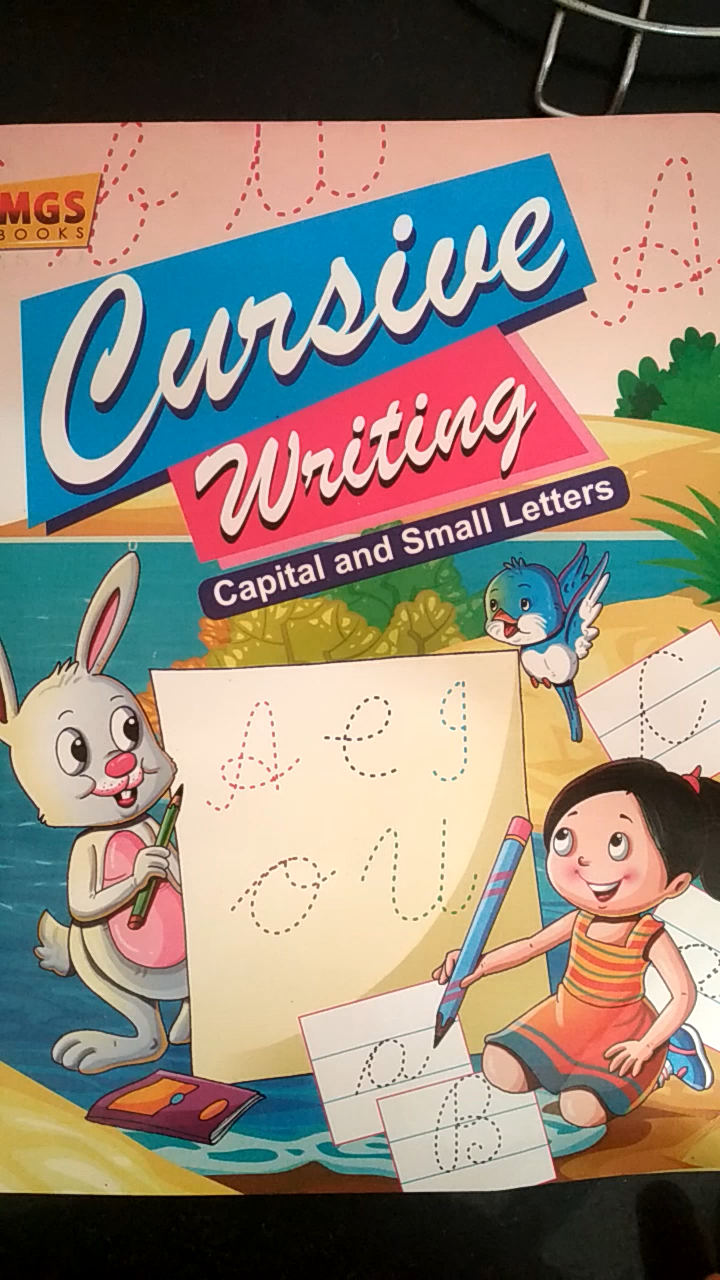 MGS
BOOKS
A
Cursive
Writing
Capital and Small Letters
A e g
o U
a
B